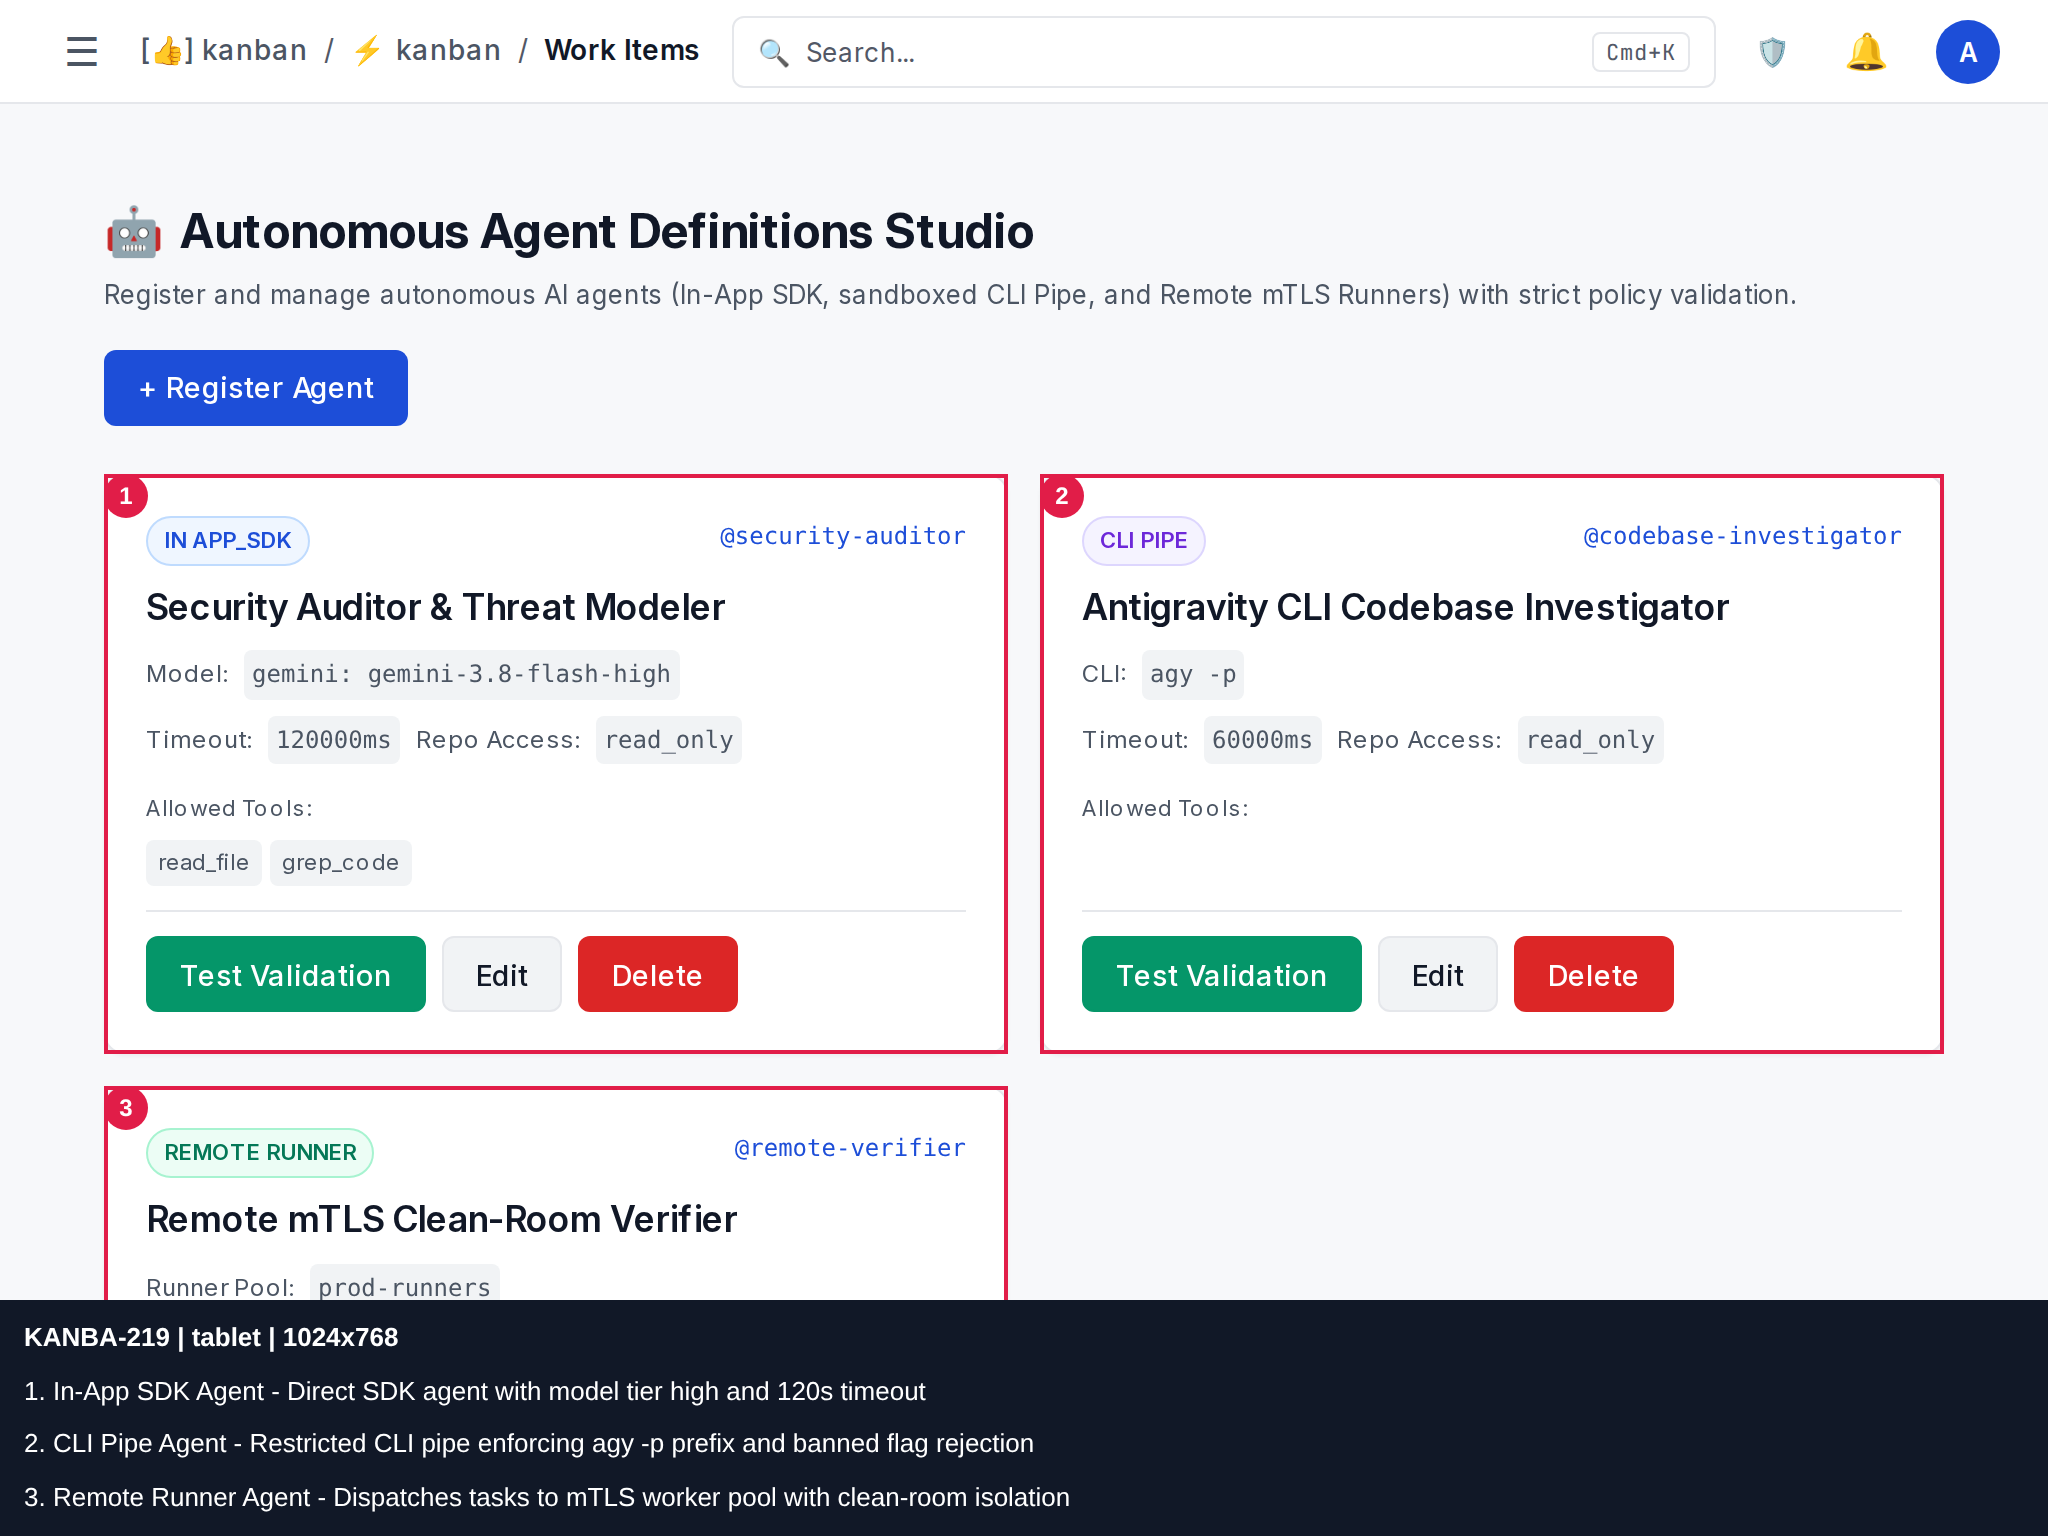 ☰ [👍] kanban / ⚡ kanban / Work Items 🔍 Search... Cmd+K 🛡️ 🔔 A
🤖 Autonomous Agent Definitions Studio
Register and manage autonomous AI agents (In-App SDK, sandboxed CLI Pipe, and Remote mTLS Runners) with strict policy validation.
+ Register Agent
1
IN APP_SDK @security-auditor
Security Auditor & Threat Modeler
Model: gemini: gemini-3.8-flash-high
Timeout: 120000ms Repo Access: read_only
Allowed Tools:
read_file grep_code
Test Validation Edit Delete
2
CLI PIPE @codebase-investigator
Antigravity CLI Codebase Investigator
CLI: agy -p
Timeout: 60000ms Repo Access: read_only
Allowed Tools:
Test Validation Edit Delete
3
REMOTE RUNNER @remote-verifier
Remote mTLS Clean-Room Verifier
Runner Pool: prod-runners
KANBA-219 | tablet | 1024x768
1. In-App SDK Agent - Direct SDK agent with model tier high and 120s timeout
2. CLI Pipe Agent - Restricted CLI pipe enforcing agy -p prefix and banned flag rejection
3. Remote Runner Agent - Dispatches tasks to mTLS worker pool with clean-room isolation